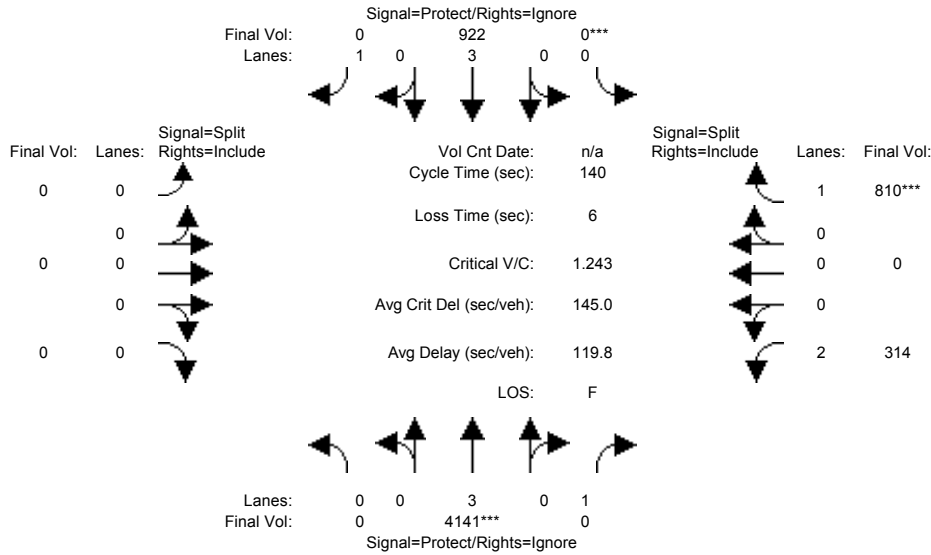 Signal=Protect/Rights=Ignore
Final Vol: 0 922 0***
Lanes: 1 0 3 0 0
Signal=Split Signal=Split
Final Vol: Lanes: Rights=Include Vol Cnt Date: n/a Rights=Include Lanes: Final Vol:
Cycle Time (sec): 140
0 0 1 810***
Loss Time (sec): 6
0 0
0 0 Critical V/C: 1.243 0 0
0 Avg Crit Del (sec/veh): 145.0 0
0 0 Avg Delay (sec/veh): 119.8 2 314
LOS: F
Lanes: 0 0 3 0 1
Final Vol: 0 4141*** 0
Signal=Protect/Rights=Ignore